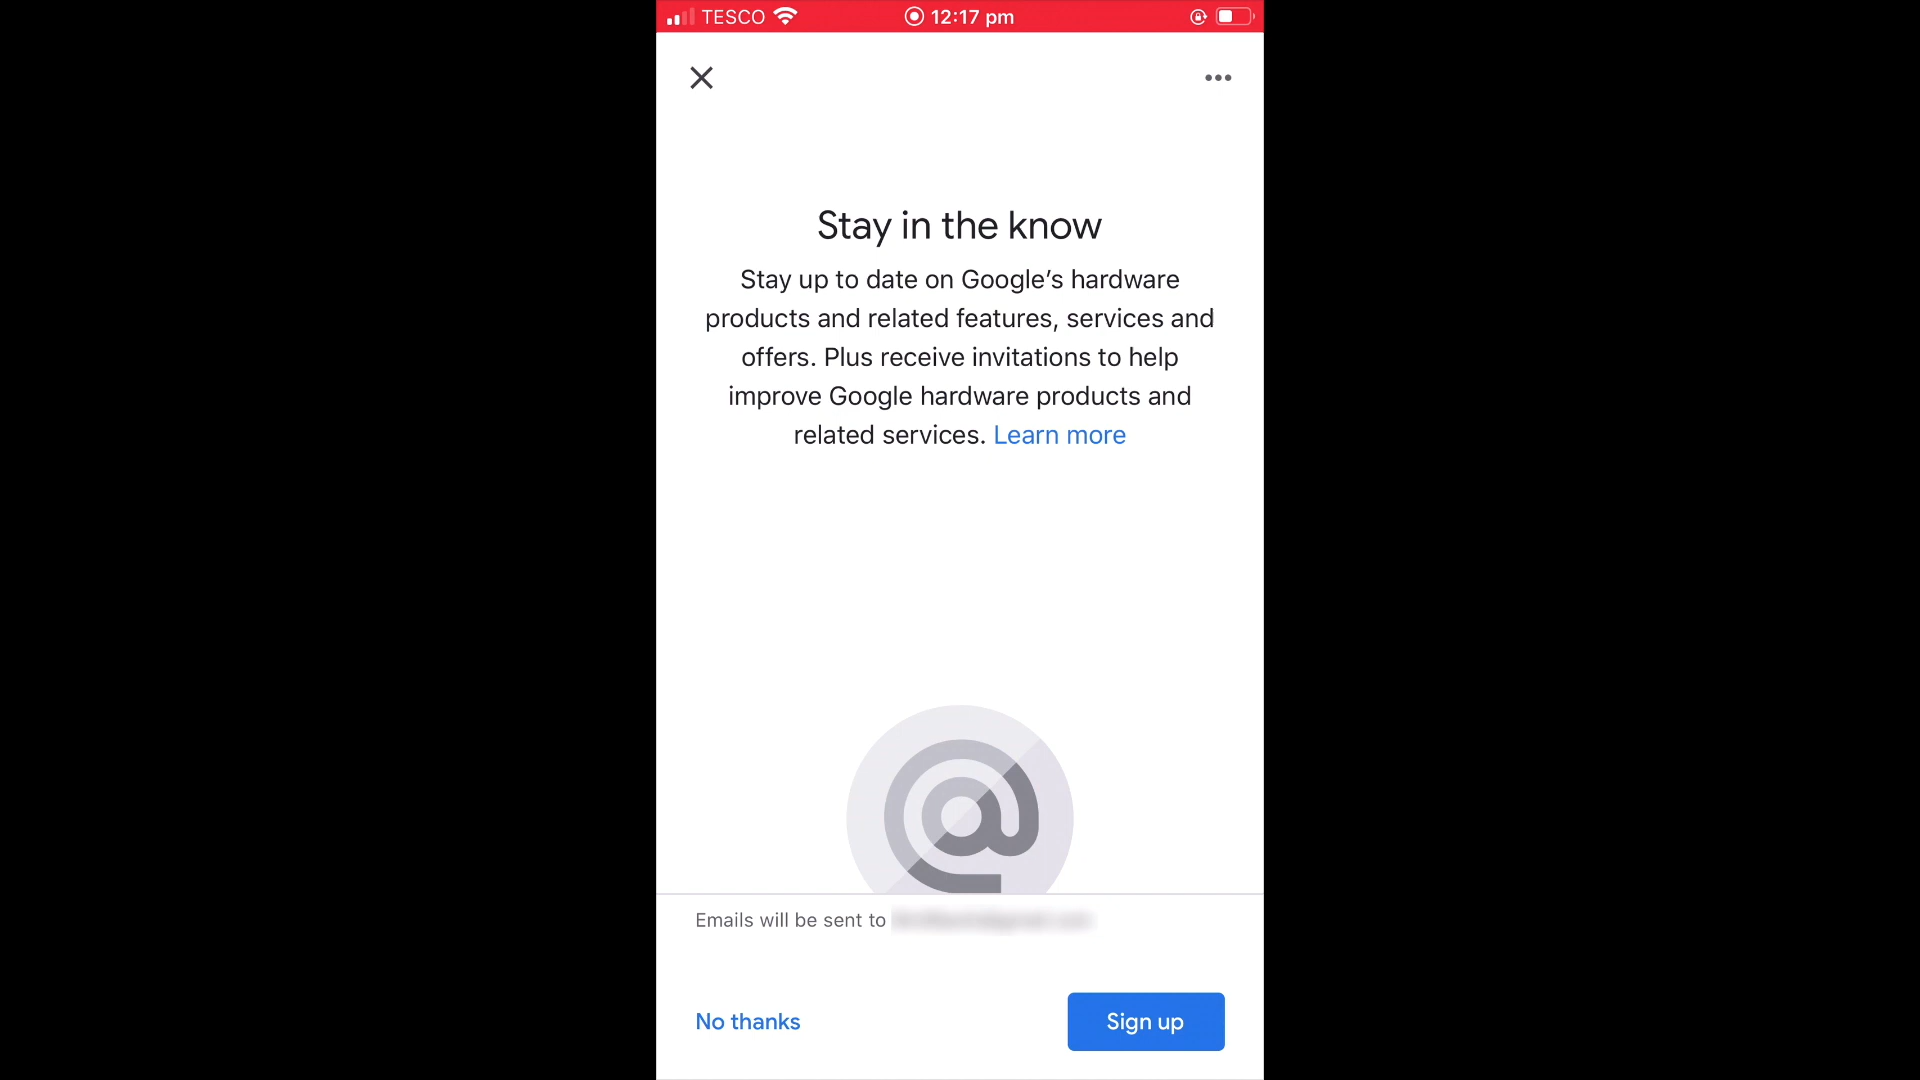 TESCO 12:17 pm
Stay in the know
Stay up to date on Google’s hardware
products and related features, services and
offers. Plus receive invitations to help
improve Google hardware products and
related services. Learn more
Emails will be sent to
No thanks
Sign up